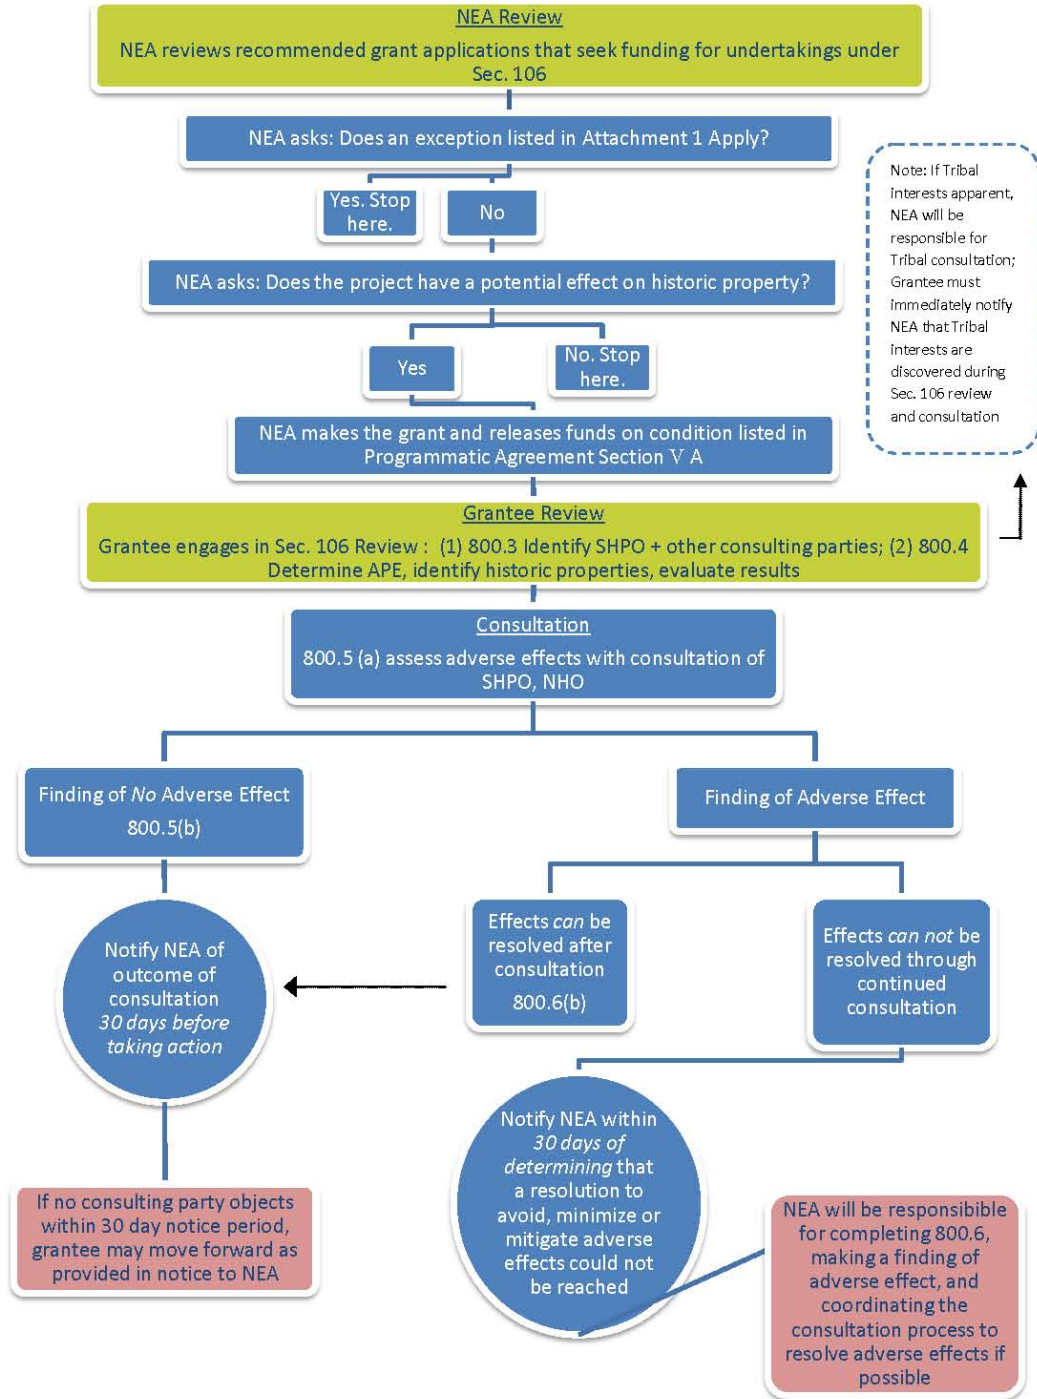 NEA Review
NEA reviews recommended grant applications that seek funding for undertakings under
Sec. 106
NEA asks: Does an exception listed in Attachment 1 Apply?
Yes. Stop
here.
No
NEA asks: Does the project have a potential effect on historic property?
Yes
No. Stop
here.
NEA makes the grant and releases funds on condition listed in
Programmatic Agreement Section V A
Note: If Tribal
interests apparent,
NEA will be
responsible for
Tribal consultation;
Grantee must
immediately notify
NEA that Tribal
interests are
discovered during
Sec. 106 review
and consultation
Grantee Review
Grantee engages in Sec. 106 Review : (1) 800.3 Identify SHPO + other consulting parties; (2) 800.4
Determine APE, identify historic properties, evaluate results
Consultation
800.5 (a) assess adverse effects with consultation of
SHPO, NHO
Finding of No Adverse Effect
800.5(b)
Finding of Adverse Effect
Notify NEA of
outcome of
consultation
30 days before
taking action
Effects can be
resolved after
consultation
800.6(b)
Effects can not be
resolved through
continued
consultation
If no consulting party objects
within 30 day notice period,
grantee may move forward as
provided in notice to NEA
Notify NEA within
30 days of
determining that
a resolution to
avoid, minimize or
mitigate adverse
effects could not
be reached
NEA will be responsibible
for completing 800.6,
making a finding of
adverse effect, and
coordinating the
consultation process to
resolve adverse effects if
possible